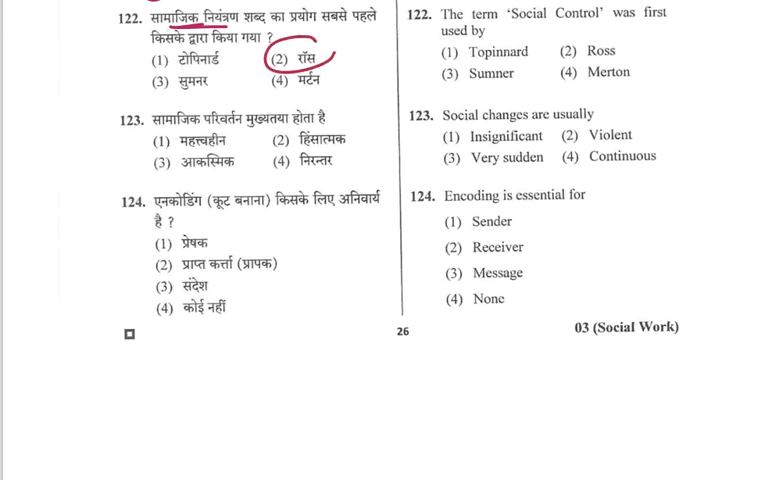 122. सामाजिक नियंत्रण शब्द का प्रयोग सबसे पहले
किसके द्वारा किया गया ?
(1) टोपिनार्ड (2) रॉस
(3) सुमनर (4) मर्टन
123. सामाजिक परिवर्तन मुख्यतया होता है
(1) महत्त्वहीन (2) हिंसात्मक
(3) आकस्मिक (4) निरन्तर
124. एनकोडिंग (कूट बनाना) किसके लिए अनिवार्य
है ?
(1) प्रेषक
(2) प्राप्त कर्त्ता (प्रापक)
(3) संदेश
(4) कोई नहीं
122. The term ‘Social Control’ was first
used by
(1) Topinnard (2) Ross
(3) Sumner (4) Merton
123. Social changes are usually
(1) Insignificant (2) Violent
(3) Very sudden (4) Continuous
124. Encoding is essential for
(1) Sender
(2) Receiver
(3) Message
(4) None
26
03 (Social Work)